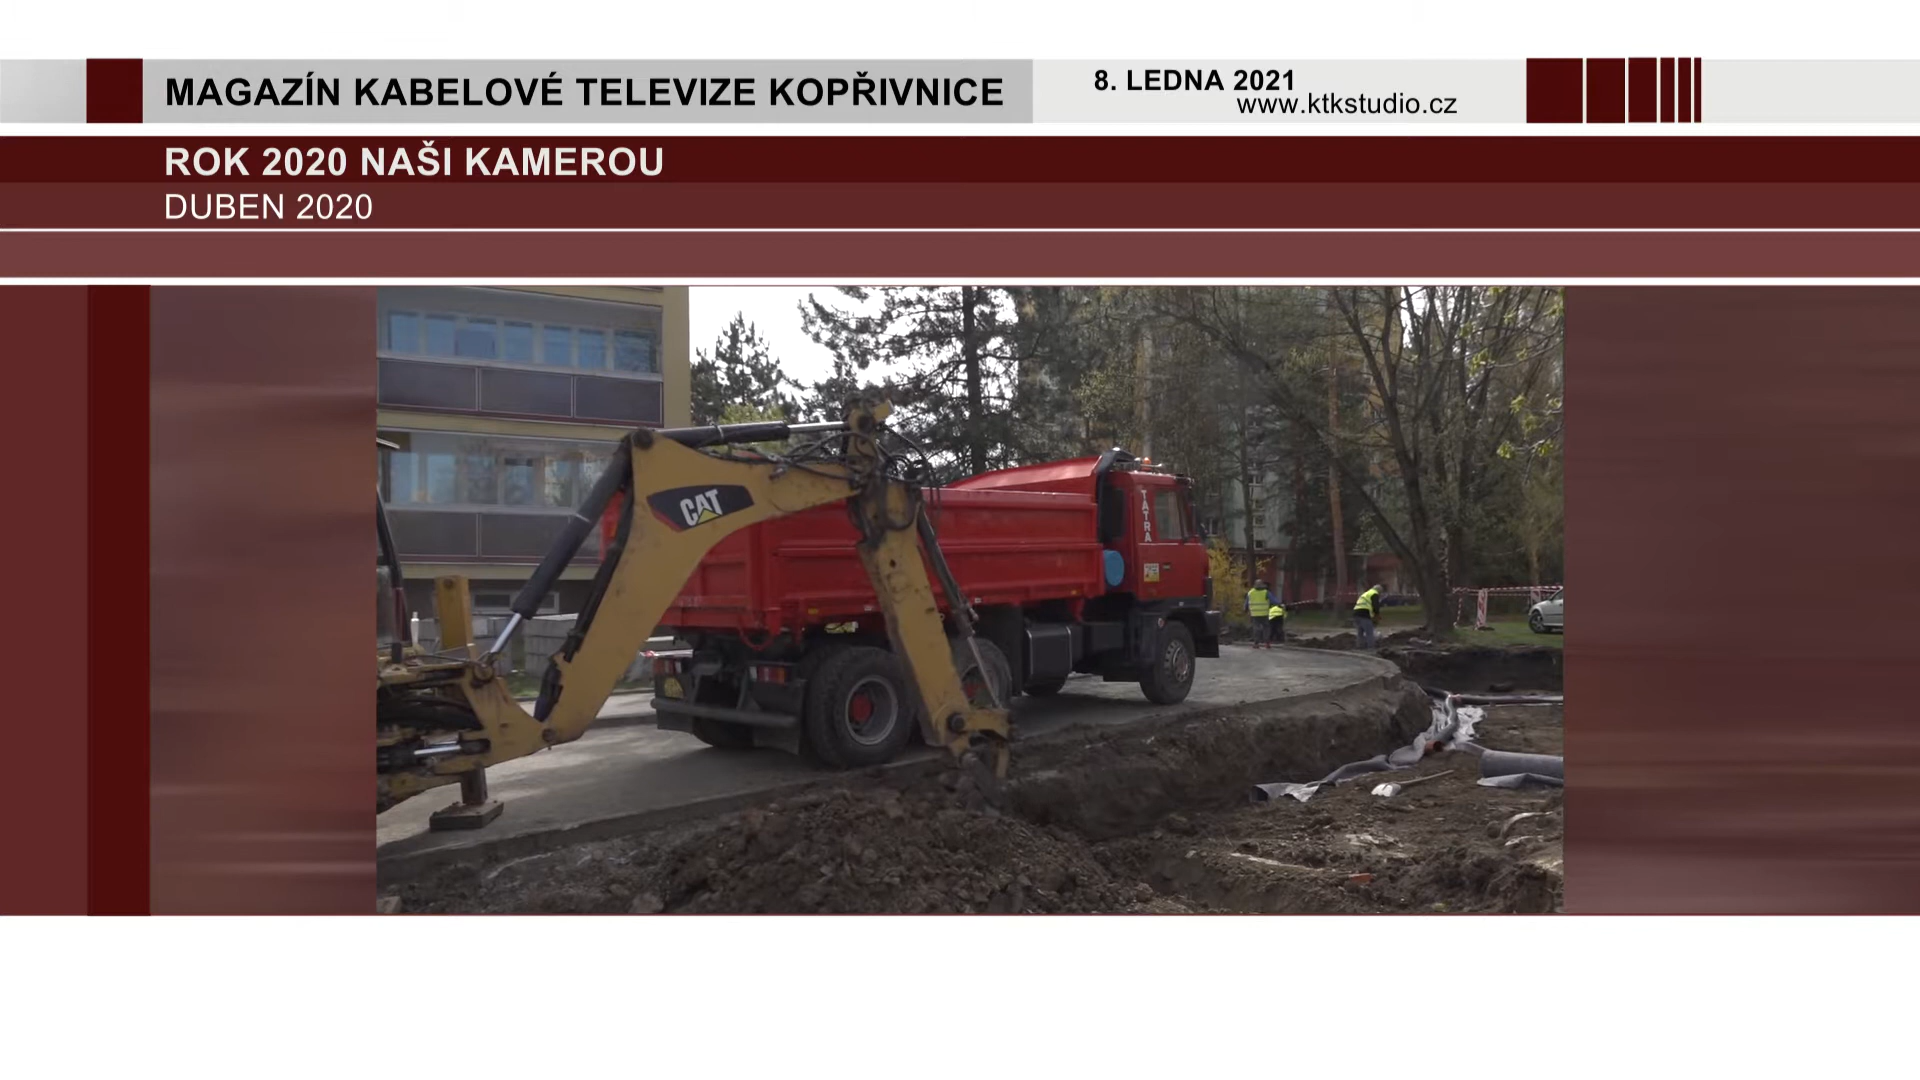 MAGAZÍN KABELOVÉ TELEVIZE KOPŘIVNICE
8. LEDNA 2021
www.ktkstudio.cz
ROK 2020 NAŠI KAMEROU
DUBEN 2020
CAT
TATRA